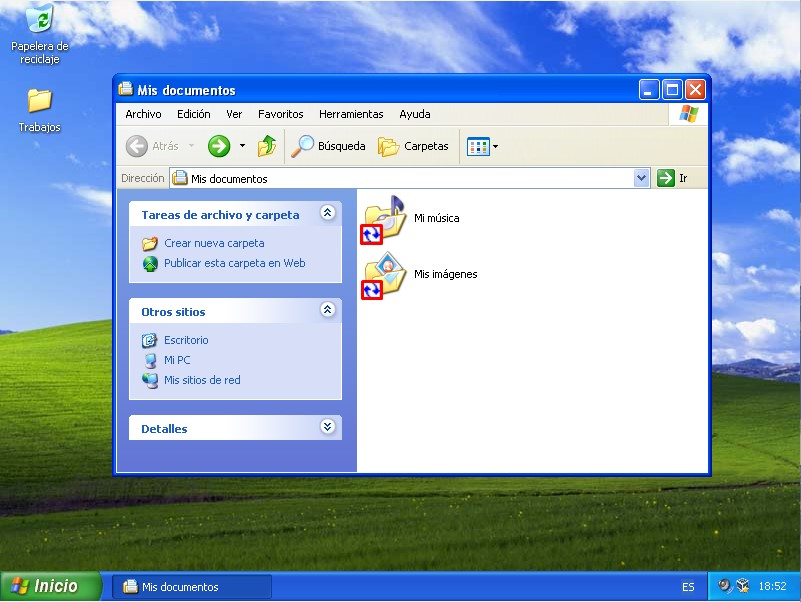 Papelera de
reciclaje
Trabajos
Mis documentos
Archivo Edición Ver Favoritos Herramientas Ayuda
Atrás Búsqueda Carpetas
Dirección Mis documentos Ir
Tareas de archivo y carpeta
Crear nueva carpeta
Publicar esta carpeta en Web
Otros sitios
Escritorio
Mi PC
Mis sitios de red
Detalles
Mi música
Mis imágenes
Inicio Mis documentos ES 18:52